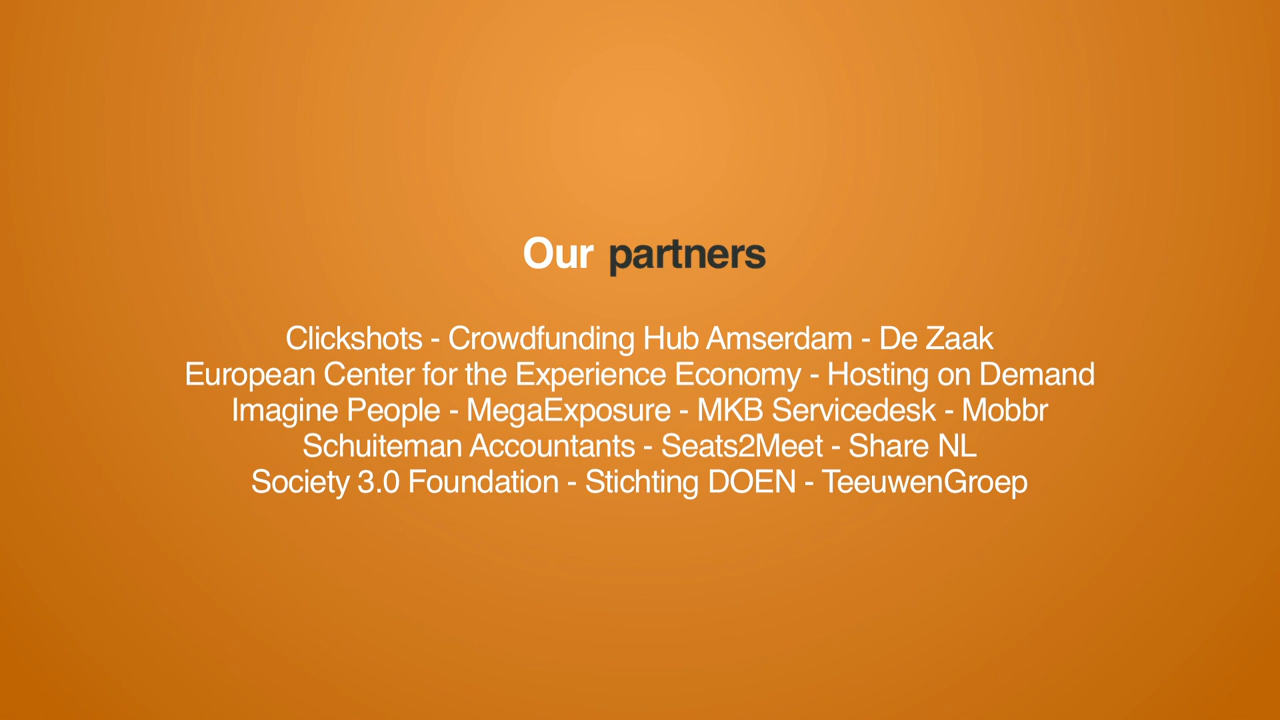 Our partners
Clickshots - Crowdfunding Hub Amserdam - De Zaak
European Center for the Experience Economy - Hosting on Demand
Imagine People - MegaExposure - MKB Servicedesk - Mobbr
Schuiteman Accountants - Seats2Meet - Share NL
Society 3.0 Foundation - Stichting DOEN - TeeuwenGroep